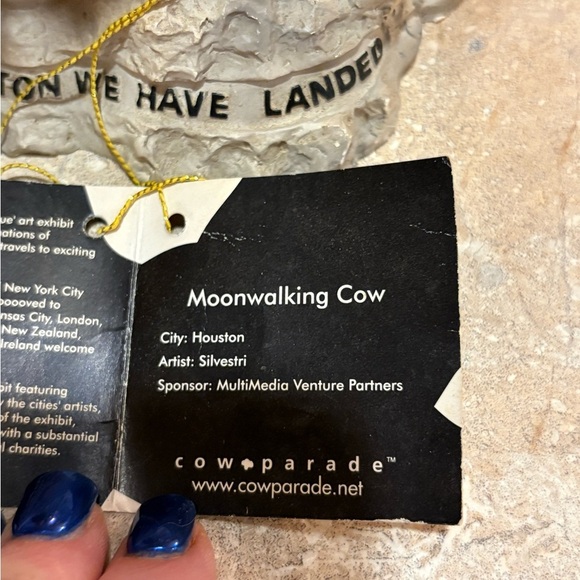 TON WE HAVE LANDED
ue' art exhibit
ations of
travels to exciting
New York City
ooooved to
nsas City, London,
New Zealand,
Ireland welcome
bit featuring
y the cities' artists,
of the exhibit,
with a substantial
l charities.
Moonwalking Cow
City: Houston
Artist: Silvestri
Sponsor: MultiMedia Venture Partners
cowparade™
www.cowparade.net